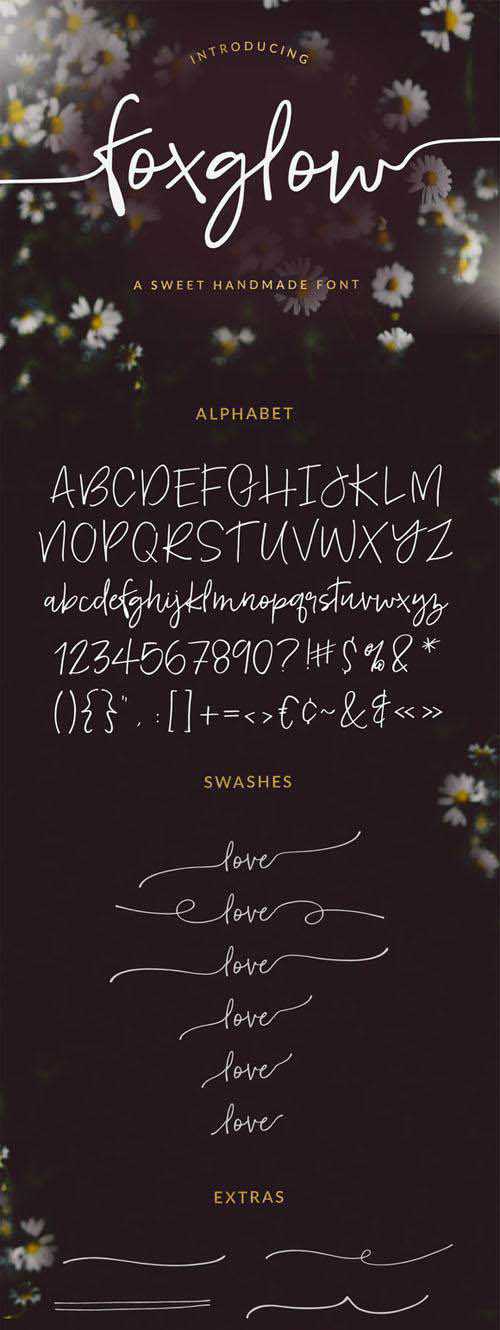 INTRODUCING
foxglow
A SWEET HANDMADE FONT
ALPHABET
ABCDEFGHIJKLM
NOPQRSTUVWXYZ
abcdefghijklmnopqrstuvwxyz
1234567890?!#$%&*
(){}",.:[]+=<>€¢~&¢«»
SWASHES
love
love
love
love
love
love
EXTRAS